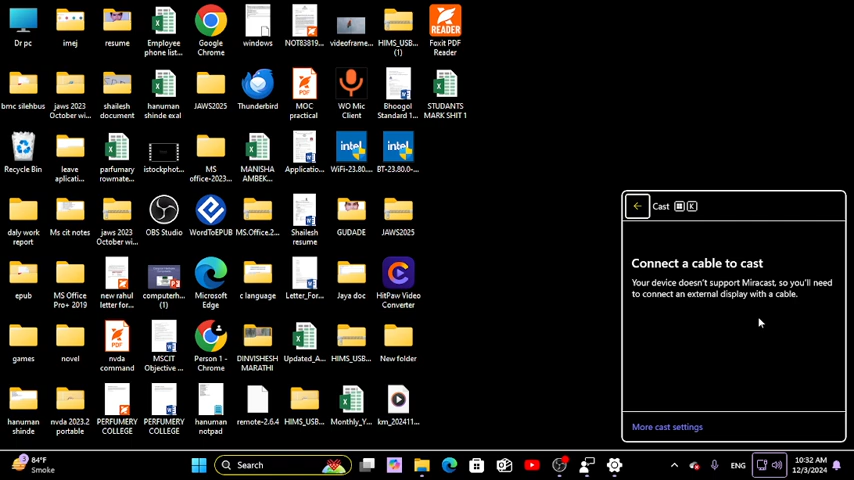 Dr pc
imej
resume
Employee
phone list...
Google
Chrome
windows
NOT83819...
videoframe...
HIMS_USB...
(1)
READER
Foxit PDF
Reader
bmc silehbus
jaws 2023
October wi...
shailesh
document
hanuman
shinde exal
JAWS2025
Thunderbird
PDF
MOC
practical
WO Mic
Client
Bhoogol
Standard 1...
STUDANTS
MARK SHIT 1
Recycle Bin
leave
aplicatio...
parfumary
rowmate...
istockphot...
MS
office-2023...
MANISHA
AMBEK...
Applicatio...
intel
WiFi-23.80....
intel
BT-23.80.0-...
daly work
report
Ms cit notes
jaws 2023
October wi...
OBS Studio
WordToEPUB
MS.Office.2...
Shailesh
resume
GUDADE
JAWS2025
epub
MS Office
Pro+ 2019
new rahul
letter for...
computerh...
(1)
Microsoft
Edge
c language
Letter_For...
Jaya doc
HitPaw Video
Converter
games
novel
PDF
nvda
command
MSCIT
Objective ...
Person 1 -
Chrome
DINVISHESH
MARATHI
Updated_A...
HIMS_USB...
New folder
hanuman
shinde
nvda 2023.2
portable
PERFUMERY
COLLEGE
PERFUMERY
COLLEGE
hanuman
notpad
remote-2.6.4
HIMS_USB...
Monthly_Y...
km_202411...
Cast
K
Connect a cable to cast
Your device doesn't support Miracast, so you'll need
to connect an external display with a cable.
More cast settings
3
84°F
Smoke
Search
ENG
10:32 AM
12/3/2024